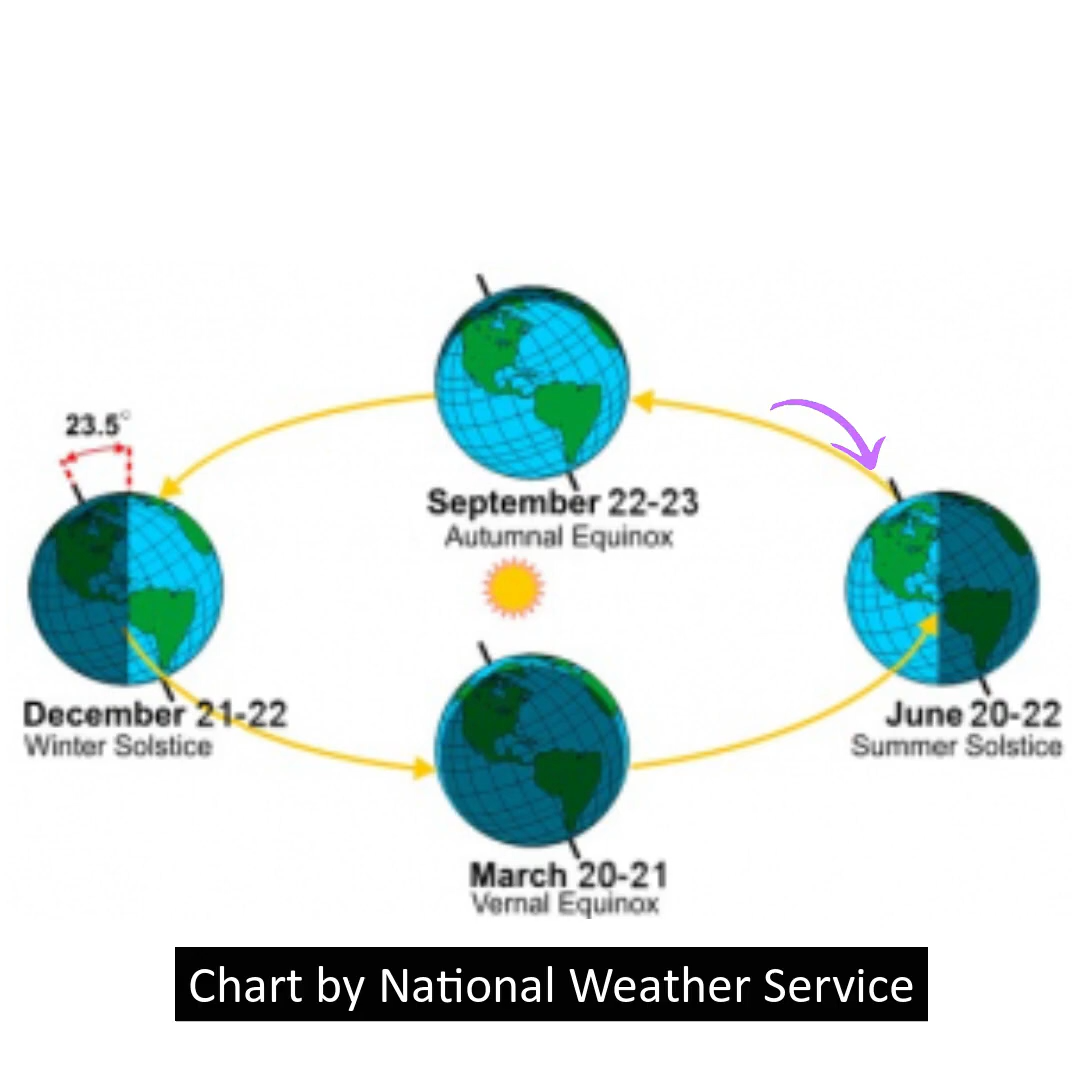 23.5°
September 22-23
Autumnal Equinox
December 21-22
Winter Solstice
June 20-22
Summer Solstice
March 20-21
Vernal Equinox
Chart by National Weather Service